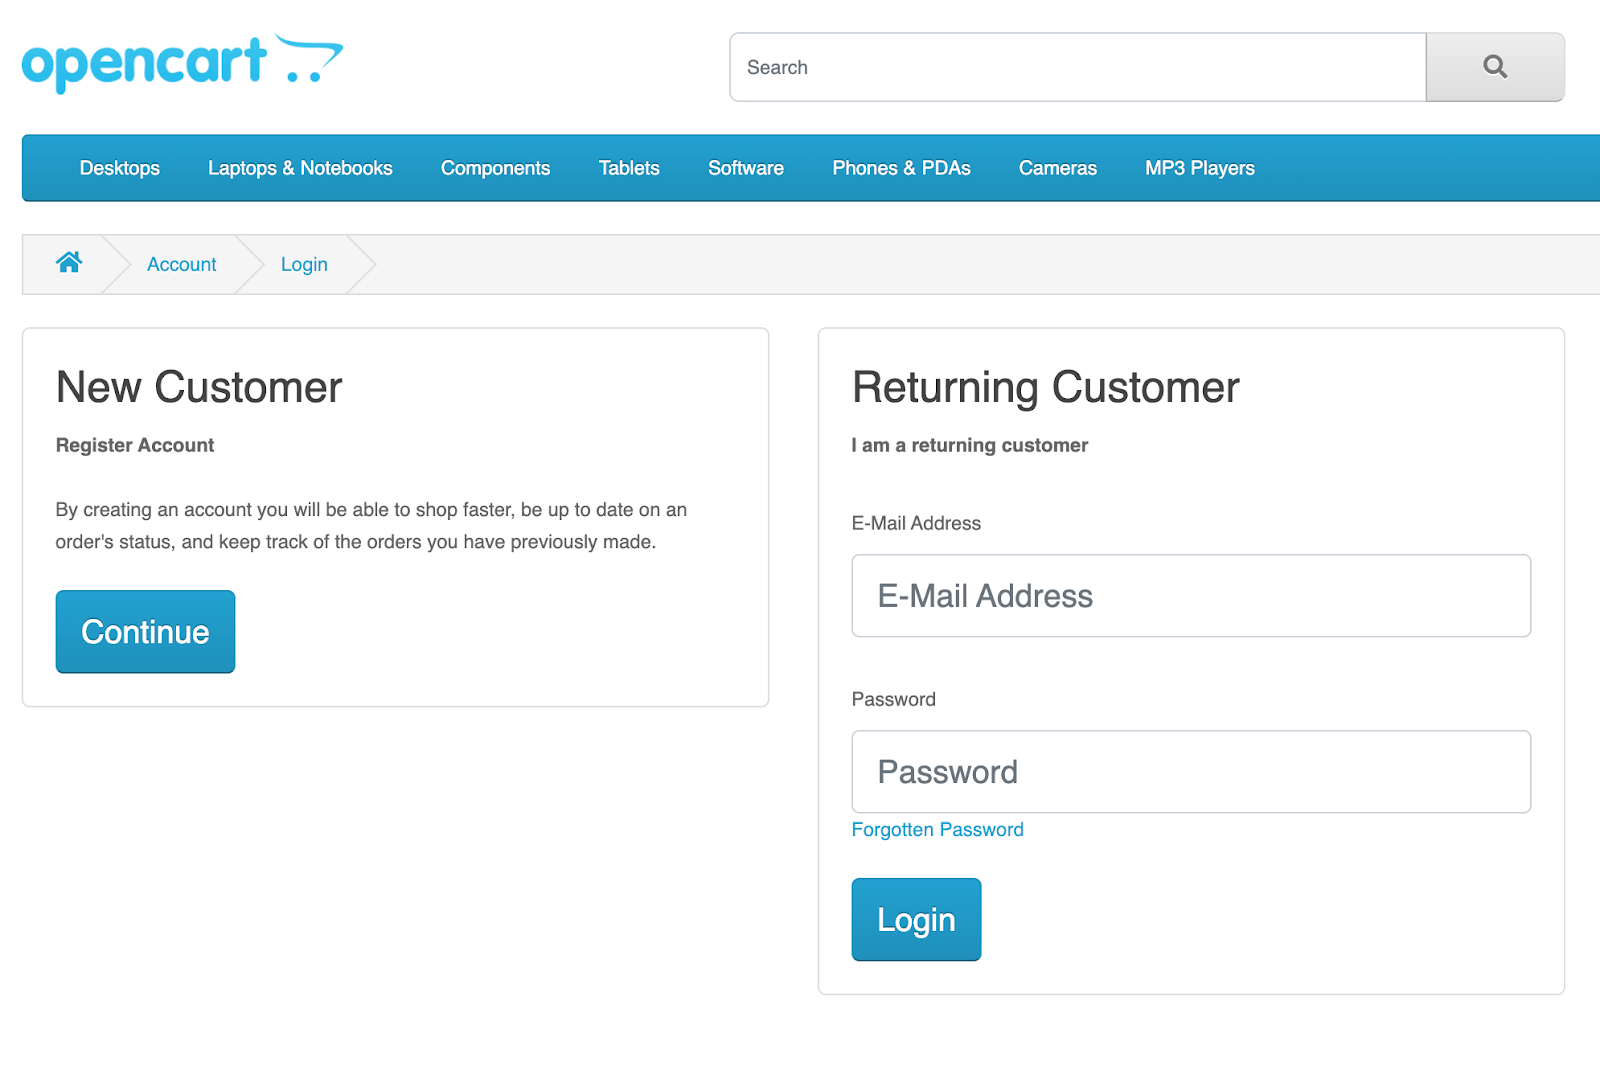 opencart
Search
Desktops Laptops & Notebooks Components Tablets Software Phones & PDAs Cameras MP3 Players
Account Login
New Customer
Register Account
By creating an account you will be able to shop faster, be up to date on an
order's status, and keep track of the orders you have previously made.
Continue
Returning Customer
I am a returning customer
E-Mail Address
E-Mail Address
Password
Password
Forgotten Password
Login